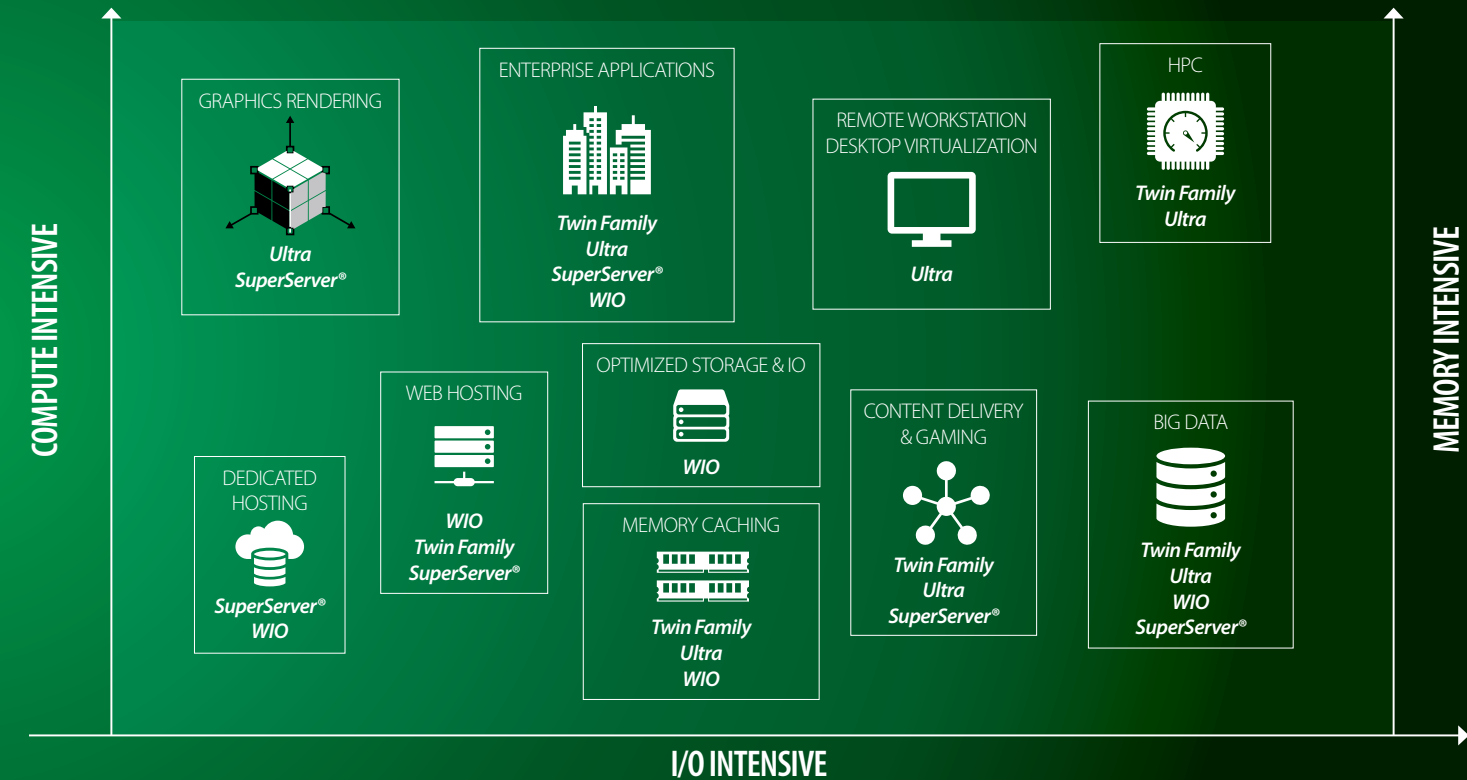 COMPUTE INTENSIVE
GRAPHICS RENDERING
Ultra
SuperServer®
ENTERPRISE APPLICATIONS
Twin Family
Ultra
SuperServer®
WIO
REMOTE WORKSTATION
DESKTOP VIRTUALIZATION
Ultra
HPC
Twin Family
Ultra
DEDICATED
HOSTING
SuperServer®
WIO
WEB HOSTING
WIO
Twin Family
SuperServer®
OPTIMIZED STORAGE & IO
WIO
MEMORY CACHING
Twin Family
Ultra
WIO
CONTENT DELIVERY
& GAMING
Twin Family
Ultra
SuperServer®
BIG DATA
Twin Family
Ultra
WIO
SuperServer®
MEMORY INTENSIVE
I/O INTENSIVE